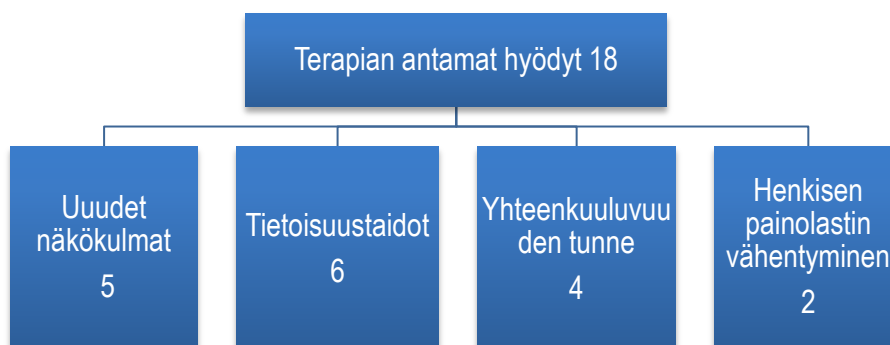 Terapian antamat hyödyt 18
Uuudet
näkökulmat
5
Tietoisuustaidot
6
Yhteenkuuluvuu
den tunne
4
Henkisen
painolastin
vähentyminen
2